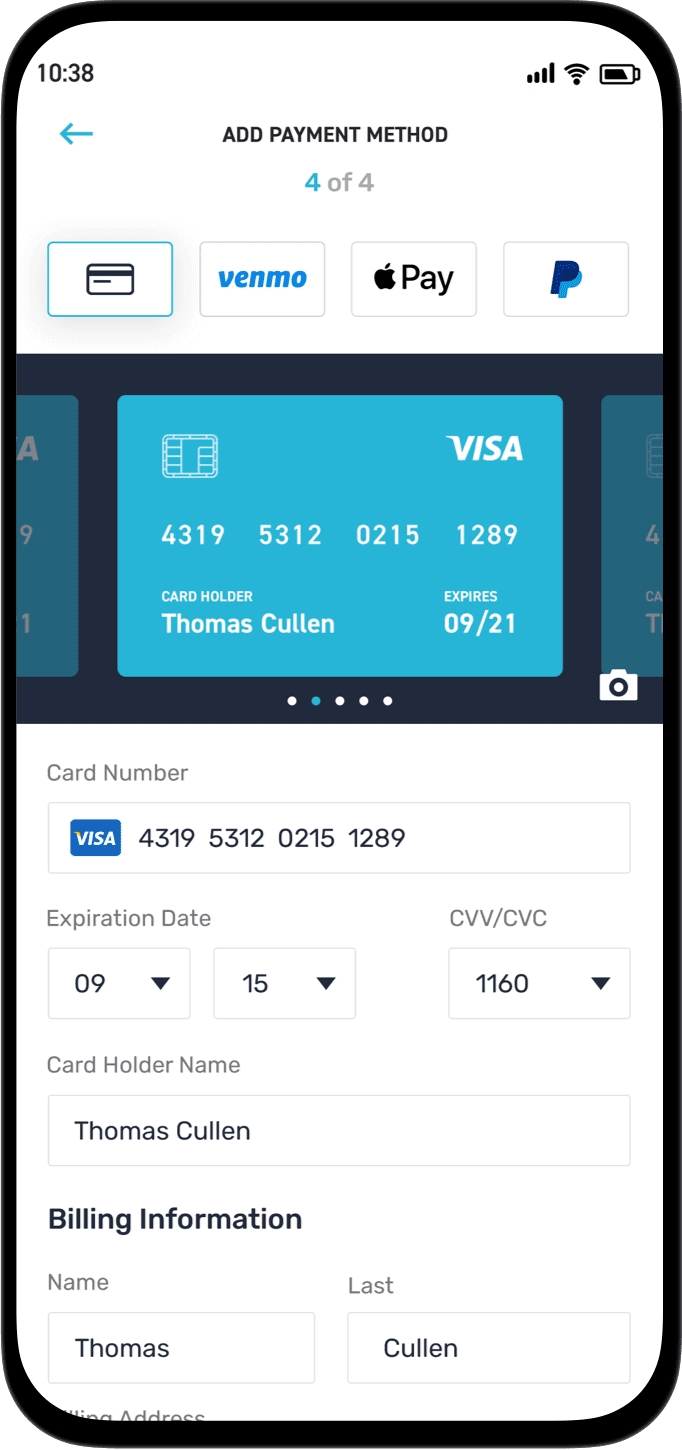 10:38
ADD PAYMENT METHOD
4 of 4
venmo Pay
VISA
4319 5312 0215 1289
CARD HOLDER EXPIRES
Thomas Cullen 09/21
Card Number
VISA 4319 5312 0215 1289
Expiration Date CVV/CVC
09 15 1160
Card Holder Name
Thomas Cullen
Billing Information
Name Last
Thomas Cullen
Billing Address